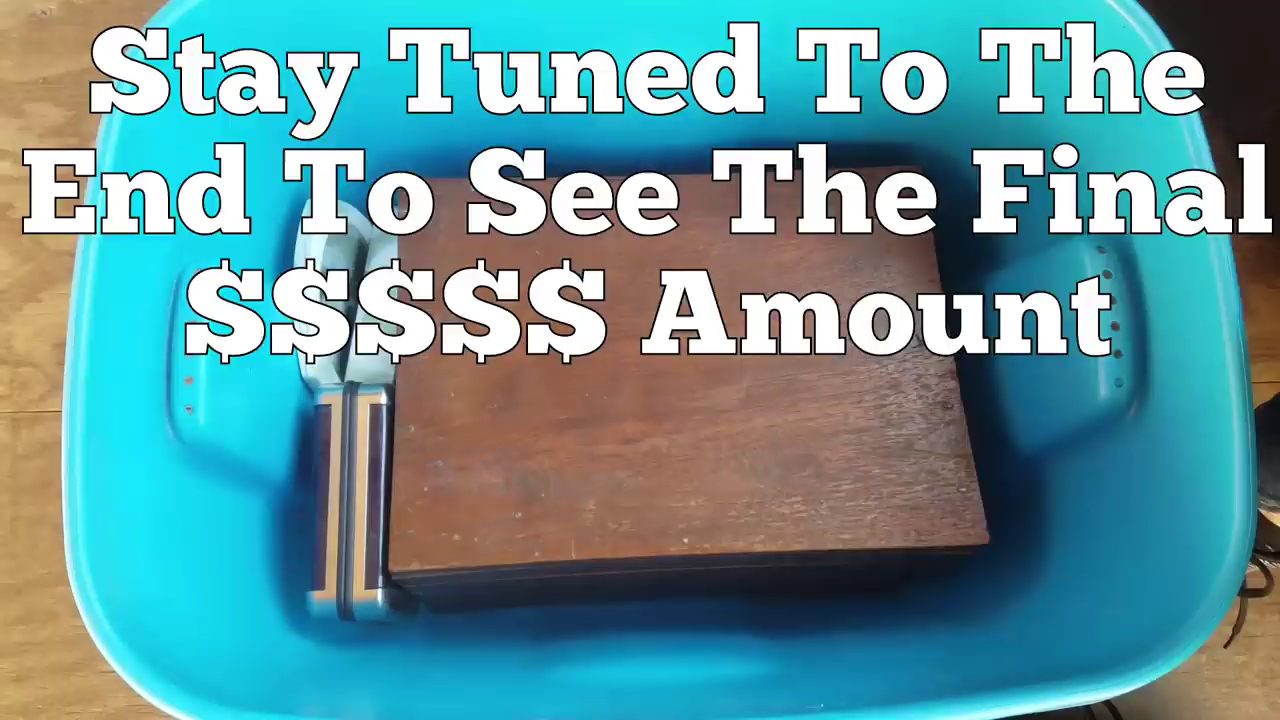 Stay Tuned To The
End To See The Final
$$$$$ Amount